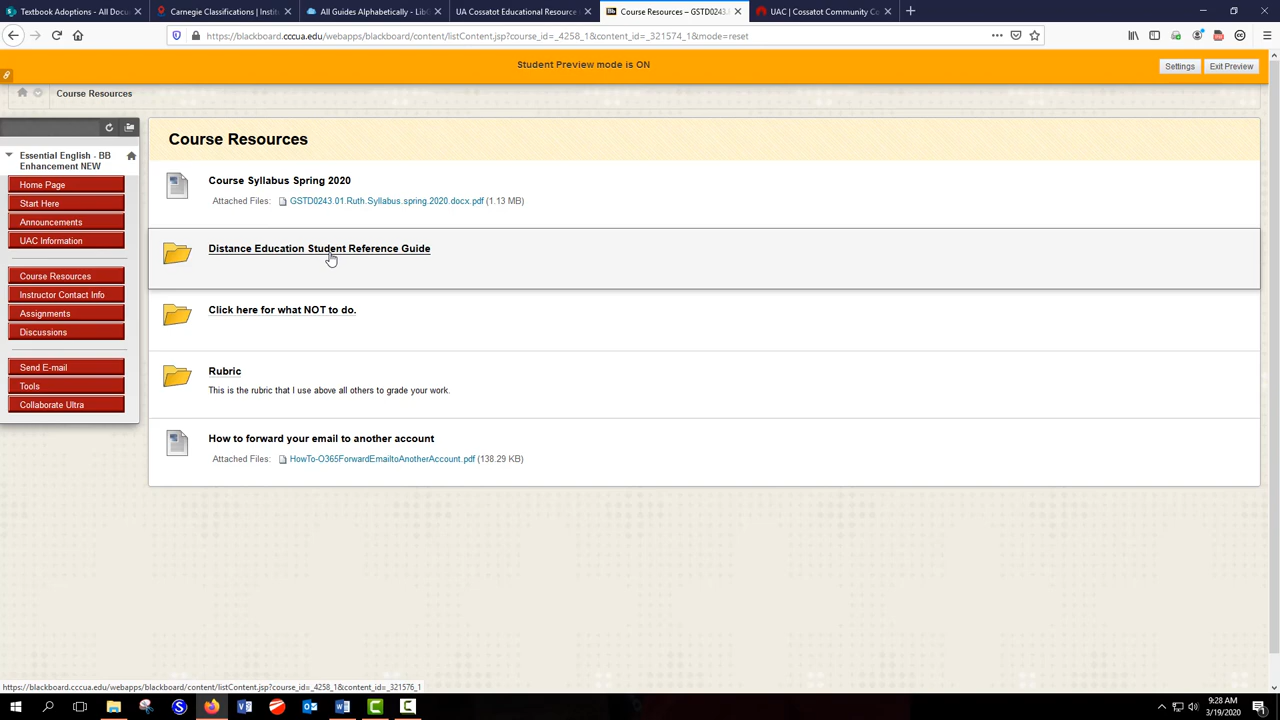 Textbook Adoptions - All Docu
Carnegie Classifications | Instit
All Guides Alphabetically - LibG
UA Cossatot Educational Resource
Course Resources – GSTD0243.
UAC | Cossatot Community Co
https://blackboard.cccua.edu/webapps/blackboard/content/listContent.jsp?course_id=_4258_1&content_id=_321574_1&mode=reset
Student Preview mode is ON
Settings
Exit Preview
Course Resources
Essential English - BB
Enhancement NEW
Home Page
Start Here
Announcements
UAC Information
Course Resources
Instructor Contact Info
Assignments
Discussions
Send E-mail
Tools
Collaborate Ultra
Course Resources
Course Syllabus Spring 2020
Attached Files: GSTD0243.01.Ruth.Syllabus.spring.2020.docx.pdf (1.13 MB)
Distance Education Student Reference Guide
Click here for what NOT to do.
Rubric
This is the rubric that I use above all others to grade your work.
How to forward your email to another account
Attached Files: HowTo-O365ForwardEmailtoAnotherAccount.pdf (138.29 KB)
https://blackboard.cccua.edu/webapps/blackboard/content/listContent.jsp?course_id=_4258_1&content_id=_321576_1
9:28 AM
3/19/2020